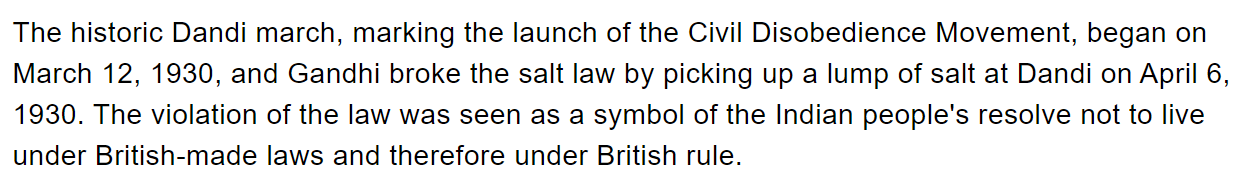 The historic Dandi march, marking the launch of the Civil Disobedience Movement, began on
March 12, 1930, and Gandhi broke the salt law by picking up a lump of salt at Dandi on April 6,
1930. The violation of the law was seen as a symbol of the Indian people's resolve not to live
under British-made laws and therefore under British rule.